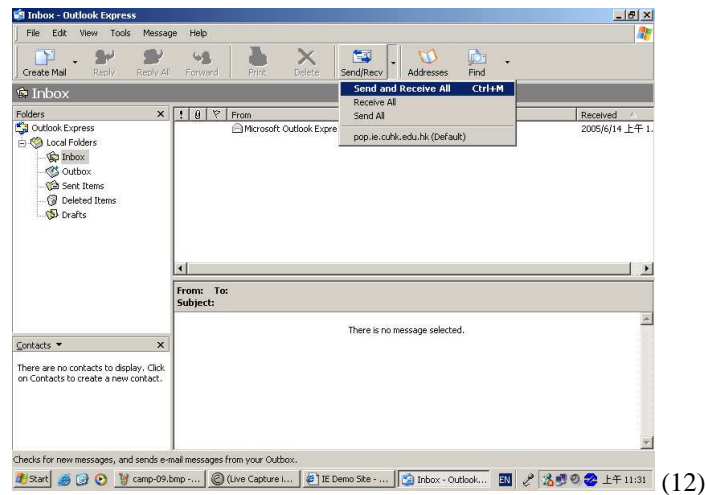 Inbox - Outlook Express
File Edit View Tools Message Help
Create Mail Reply Reply All Forward Print Delete Send/Recv Addresses Find
Inbox
Send and Receive All Ctrl+M
Receive All
Send All
pop.ie.cuhk.edu.hk (Default)
Folders
Outlook Express
Local Folders
Inbox
Outbox
Sent Items
Deleted Items
Drafts
! From Received
Microsoft Outlook Expre 2005/6/14 上午 1.
From: To:
Subject:
There is no message selected.
Contacts
There are no contacts to display. Click
on Contacts to create a new contact.
Checks for new messages, and sends e-mail messages from your Outbox.
Start camp-09.bmp -... (Live Capture i... IE Demo Site - ... Inbox - Outlook... EN 上午 11:31
(12)